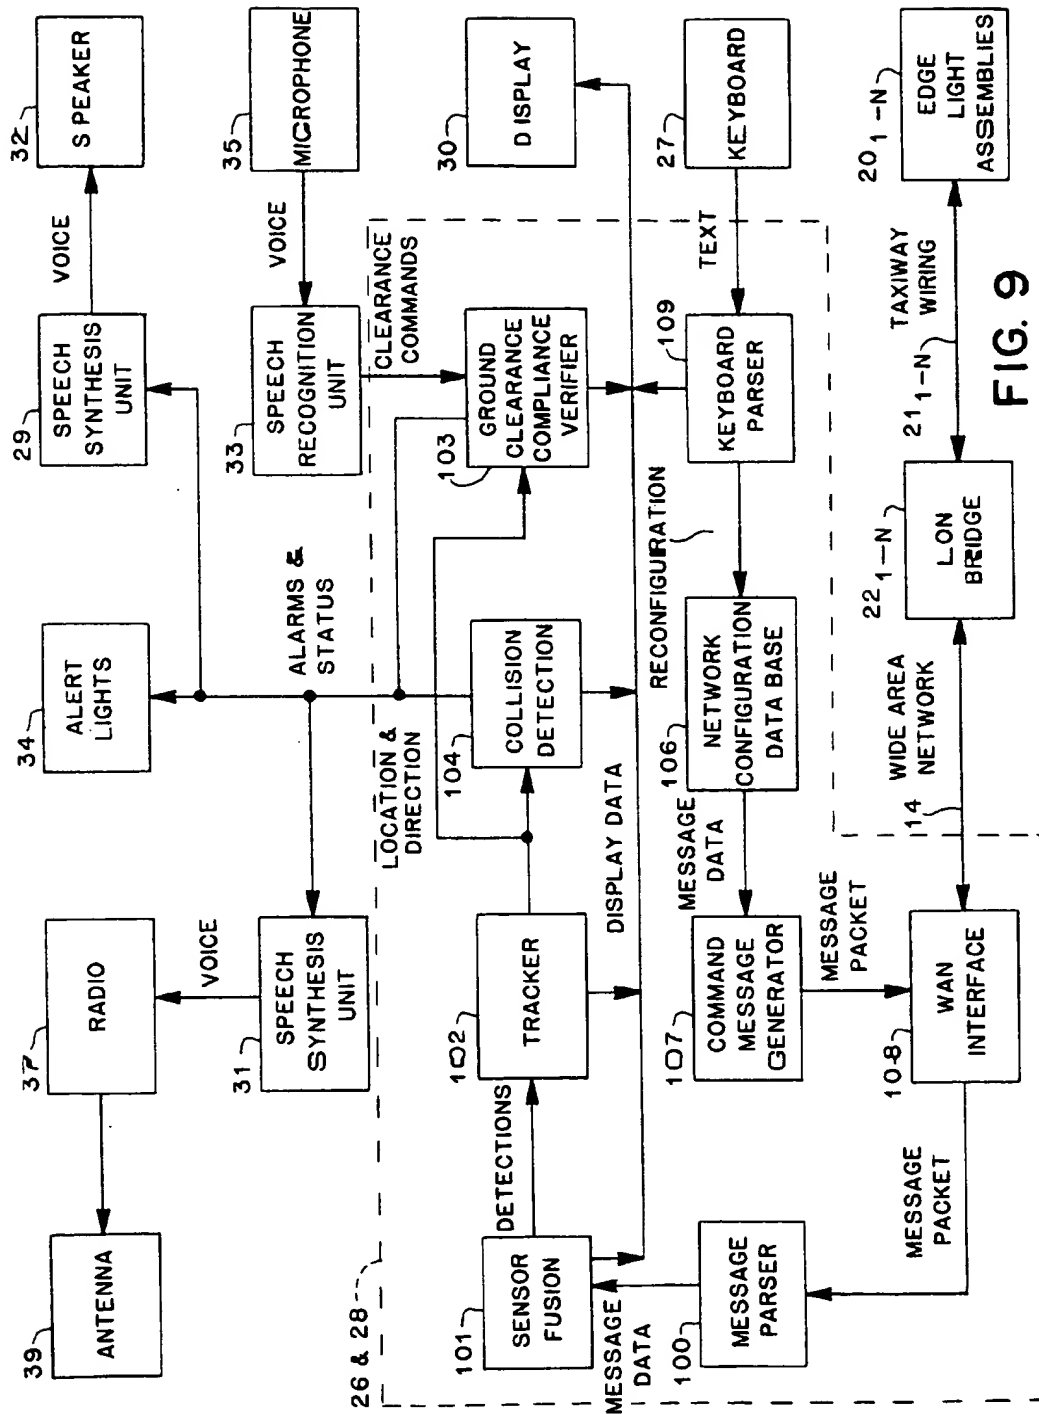 39
ANTENNA
37
RADIO
VOICE
31
SPEECH
SYNTHESIS
UNIT
34
ALERT
LIGHTS
ALARMS &
STATUS
29
SPEECH
SYNTHESIS
UNIT
VOICE
32
SPEAKER
33
SPEECH
RECOGNITION
UNIT
VOICE
35
MICROPHONE
CLEARANCE
COMMANDS
26 & 28
LOCATION &
DIRECTION
101
SENSOR
FUSION
DETECTIONS
102
TRACKER
104
COLLISION
DETECTION
103
GROUND
CLEARANCE
COMPLIANCE
VERIFIER
30
DISPLAY
DISPLAY DATA
MESSAGE
DATA
100
MESSAGE
PARSER
107
COMMAND
MESSAGE
GENERATOR
MESSAGE
DATA
106
NETWORK
CONFIGURATION
DATA BASE
RECONFIGURATION
109
KEYBOARD
PARSER
TEXT
27
KEYBOARD
MESSAGE
PACKET
MESSAGE
PACKET
108
WAN
INTERFACE
14
WIDE AREA
NETWORK
22 1-N
LON
BRIDGE
21 1-N
TAXIWAY
WIRING
20 1-N
EDGE
LIGHT
ASSEMBLIES
FIG. 9